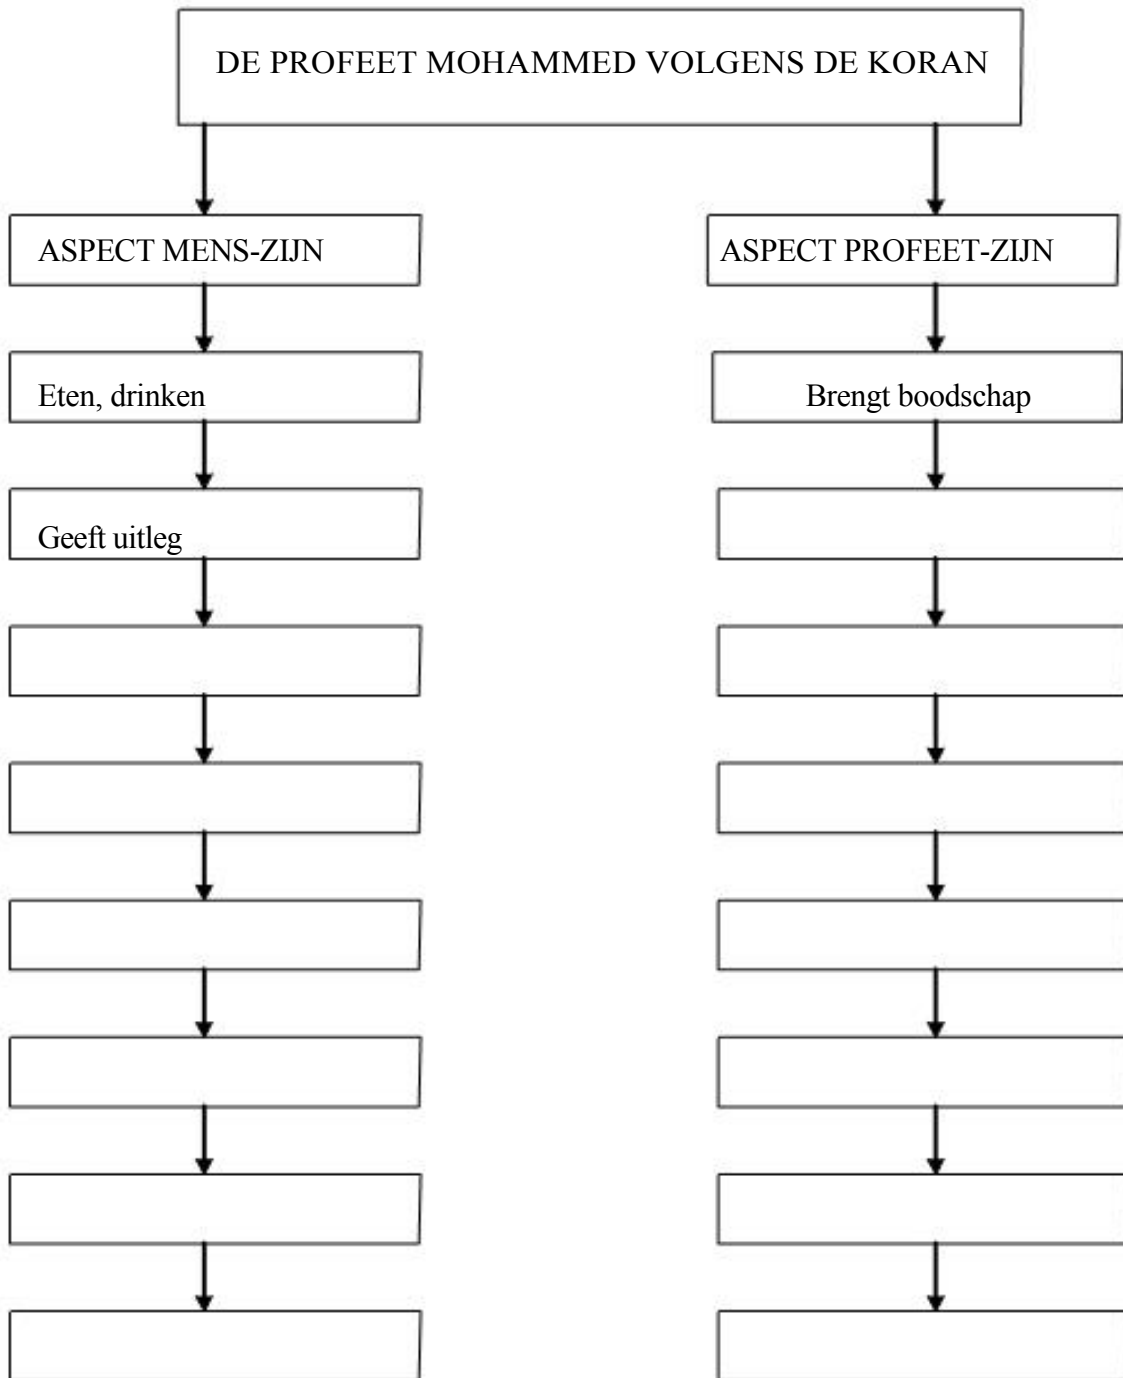 DE PROFEET MOHAMMED VOLGENS DE KORAN
ASPECT MENS-ZIJN
ASPECT PROFEET-ZIJN
Eten, drinken
Brengt boodschap
Geeft uitleg